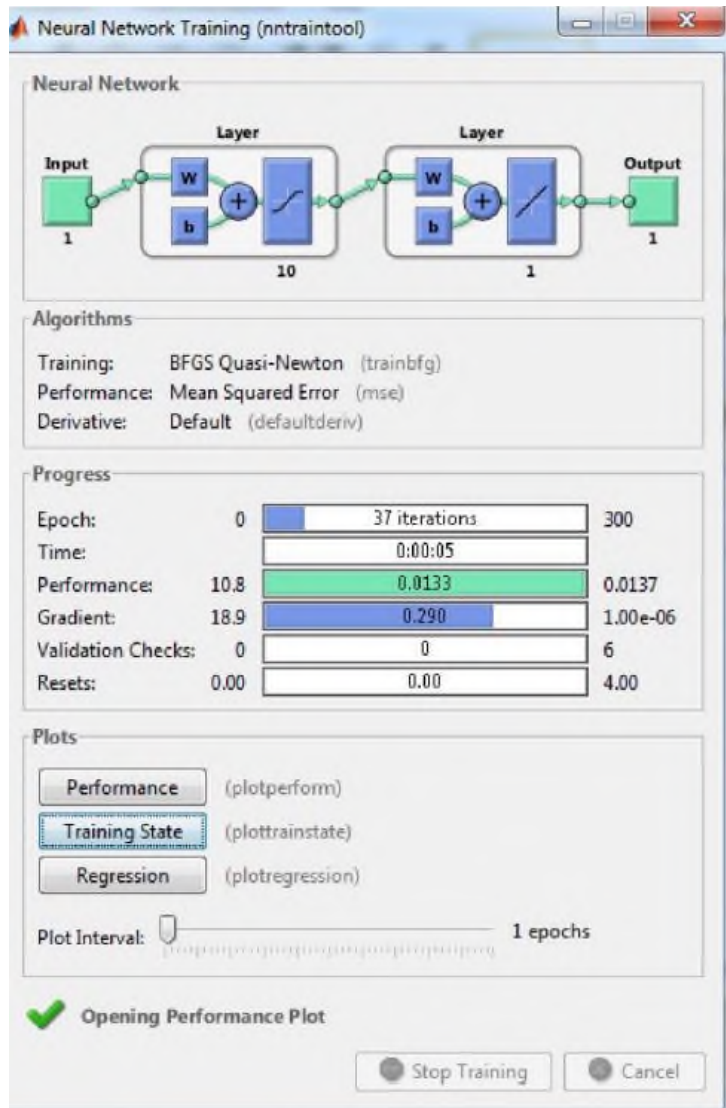 Neural Network Training (nntraintool)
Neural Network
Layer Layer
Input Output
W W
b b
1 1
10 1
Algorithms
Training: BFGS Quasi-Newton (trainbfg)
Performance: Mean Squared Error (mse)
Derivative: Default (defaultderiv)
Progress
Epoch: 0 37 iterations 300
Time: 0:00:05
Performance: 10.8 0.0133 0.0137
Gradient: 18.9 0.290 1.00e-06
Validation Checks: 0 0 6
Resets: 0.00 0.00 4.00
Plots
Performance (plotperform)
Training State (plottrainstate)
Regression (plotregression)
Plot Interval: 1 epochs
Opening Performance Plot
Stop Training Cancel